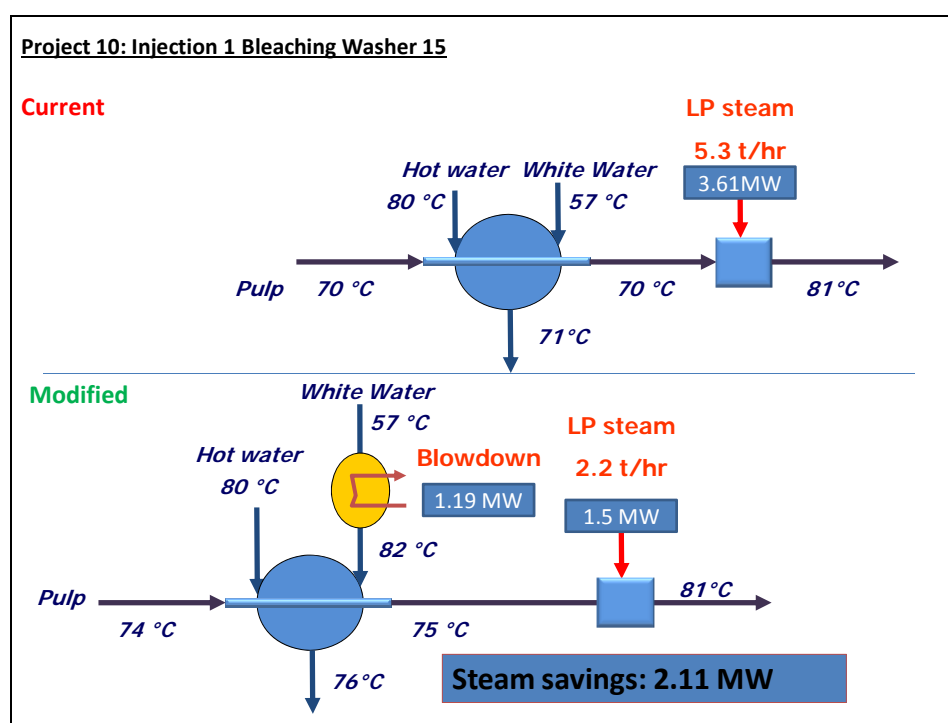 Project 10: Injection 1 Bleaching Washer 15
Current
LP steam
5.3 t/hr
3.61MW
Hot water
80 °C
White Water
57 °C
Pulp
70 °C
70 °C
81°C
71°C
Modified
White Water
57 °C
Hot water
80 °C
Blowdown
1.19 MW
LP steam
2.2 t/hr
1.5 MW
82 °C
Pulp
74 °C
75 °C
81°C
76°C
Steam savings: 2.11 MW